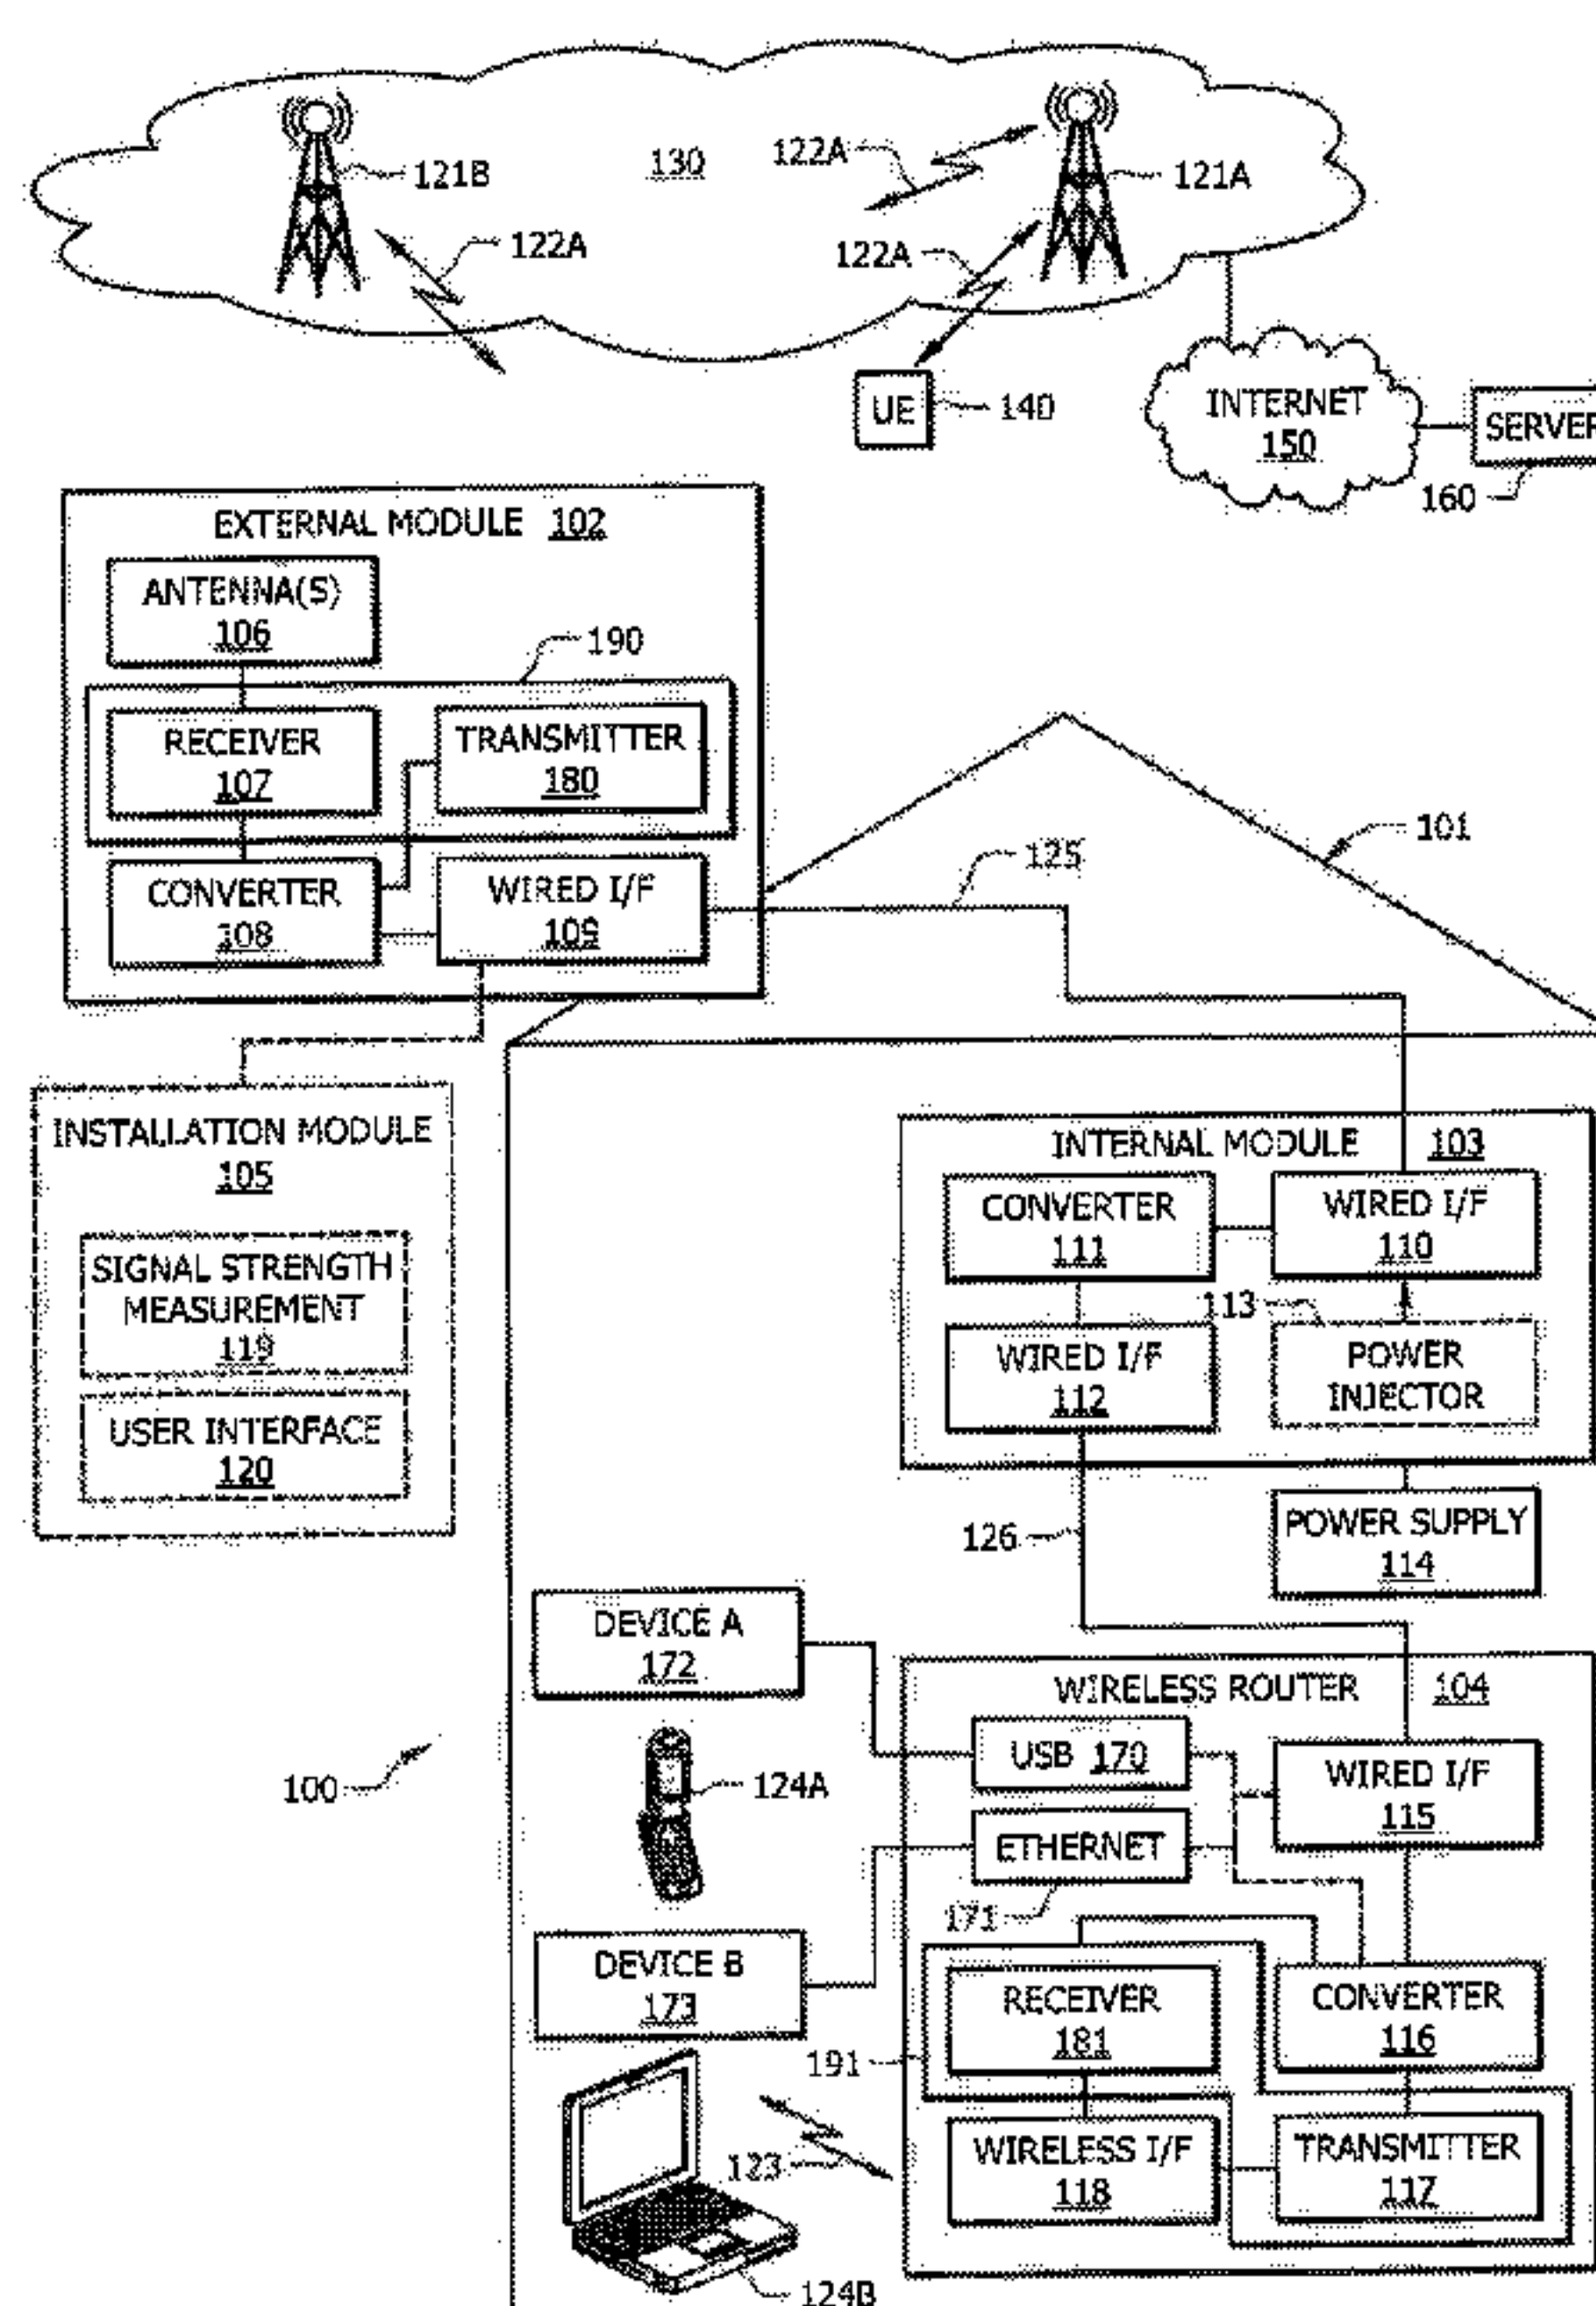 130
122A
121B
121A
122A
122A
UE
140
INTERNET
150
SERVER
160
EXTERNAL MODULE 102
ANTENNA(S)
106
190
RECEIVER
107
TRANSMITTER
180
101
125
CONVERTER
108
WIRED I/F
109
INSTALLATION MODULE
105
SIGNAL STRENGTH
MEASUREMENT
119
USER INTERFACE
120
INTERNAL MODULE 103
CONVERTER
111
WIRED I/F
110
113
WIRED I/F
112
POWER
INJECTOR
126
POWER SUPPLY
114
DEVICE A
172
WIRELESS ROUTER 104
USB 170
WIRED I/F
115
100
124A
ETHERNET
171
DEVICE B
173
RECEIVER
181
CONVERTER
116
191
WIRELESS I/F
118
TRANSMITTER
117
123
124B